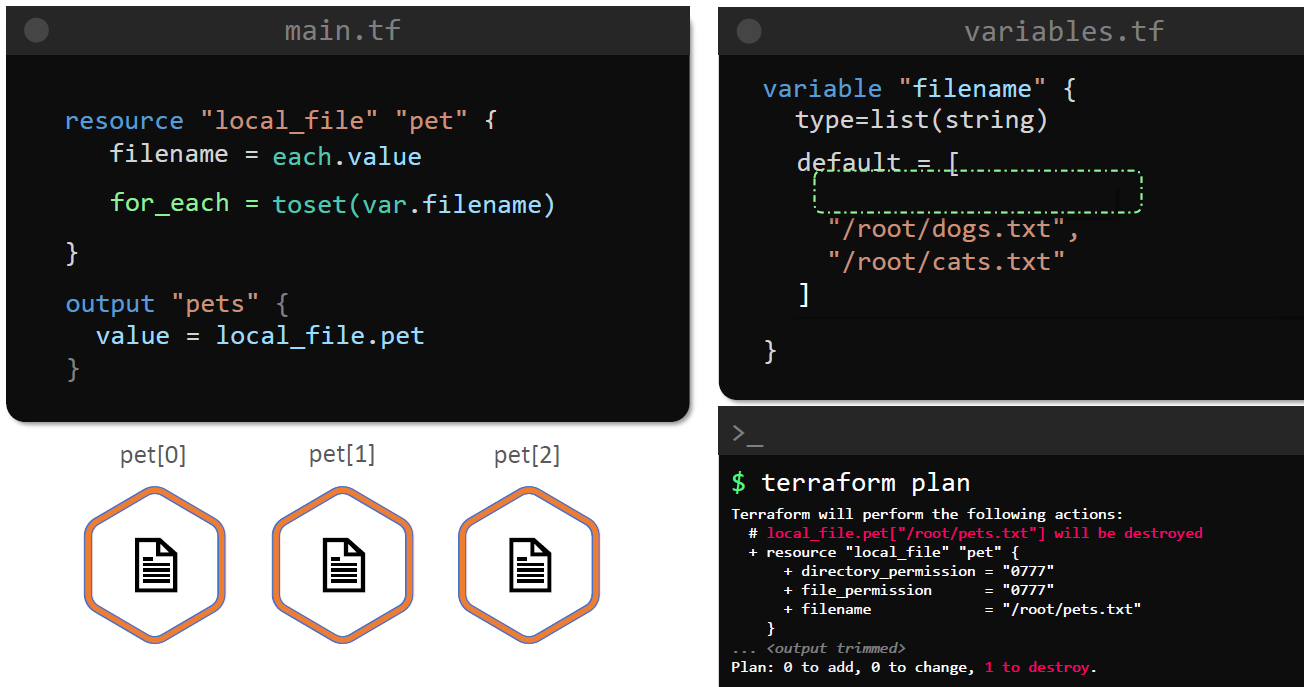 main.tf
resource "local_file" "pet" {
filename = each.value
for_each = toset(var.filename)
}
output "pets" {
value = local_file.pet
}
variables.tf
variable "filename" {
type=list(string)
default = [
"/root/dogs.txt",
"/root/cats.txt"
]
}
pet[0]
pet[1]
pet[2]
>_
$ terraform plan
Terraform will perform the following actions:
# local_file.pet["/root/pets.txt"] will be destroyed
+ resource "local_file" "pet" {
+ directory_permission = "0777"
+ file_permission = "0777"
+ filename = "/root/pets.txt"
}
... <output trimmed>
Plan: 0 to add, 0 to change, 1 to destroy.